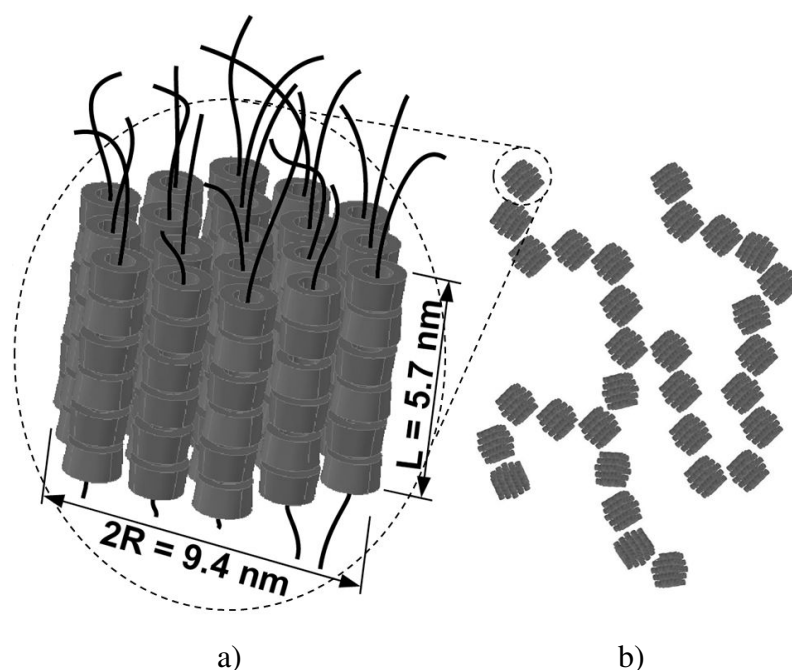 L = 5.7 nm
2R = 9.4 nm
a)
b)